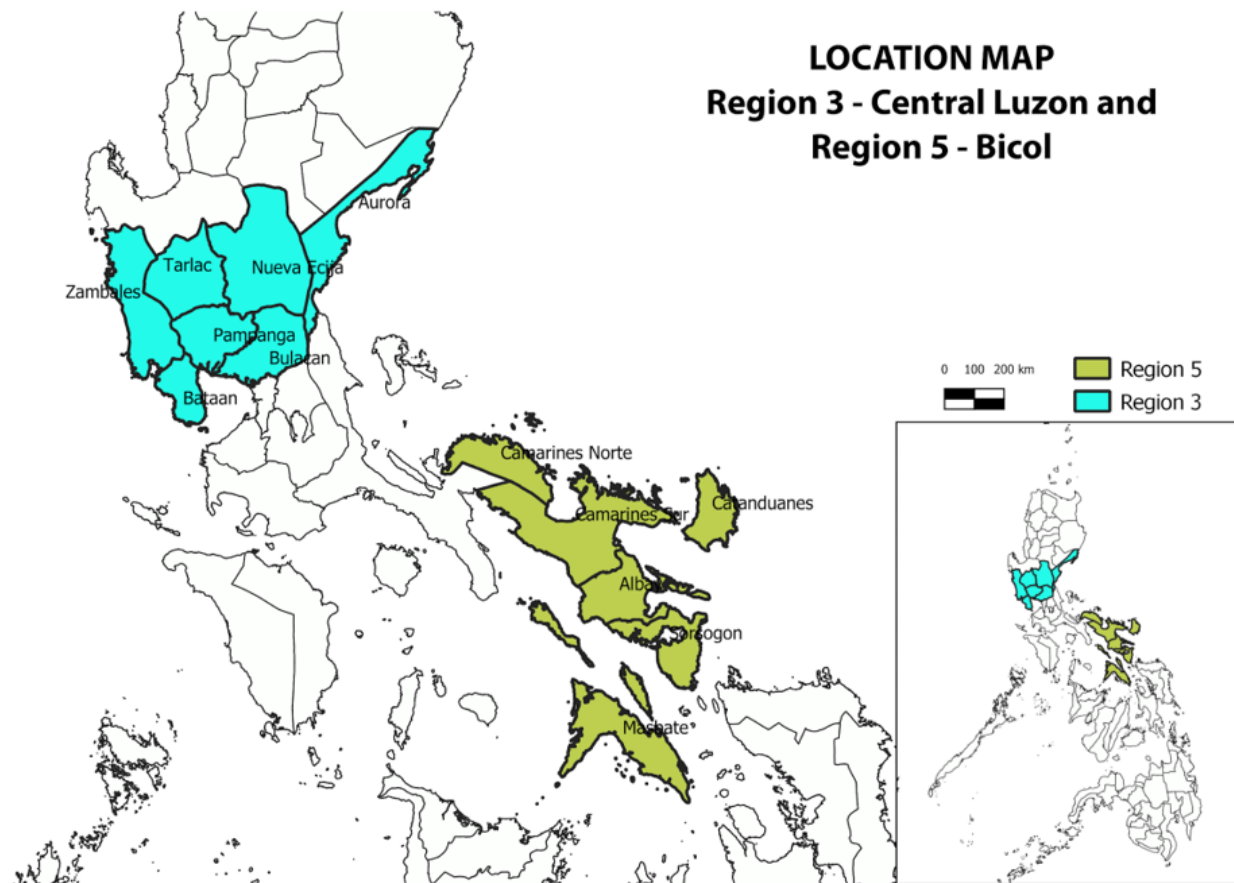 LOCATION MAP
Region 3 - Central Luzon and
Region 5 - Bicol
Aurora
Tarlac
Nueva Ecija
Zambales
Pampanga
Bulacan
Bataan
0 100 200 km
Region 5
Region 3
Camarines Norte
Catanduanes
Camarines Sur
Albay
Sorsogon
Masbate